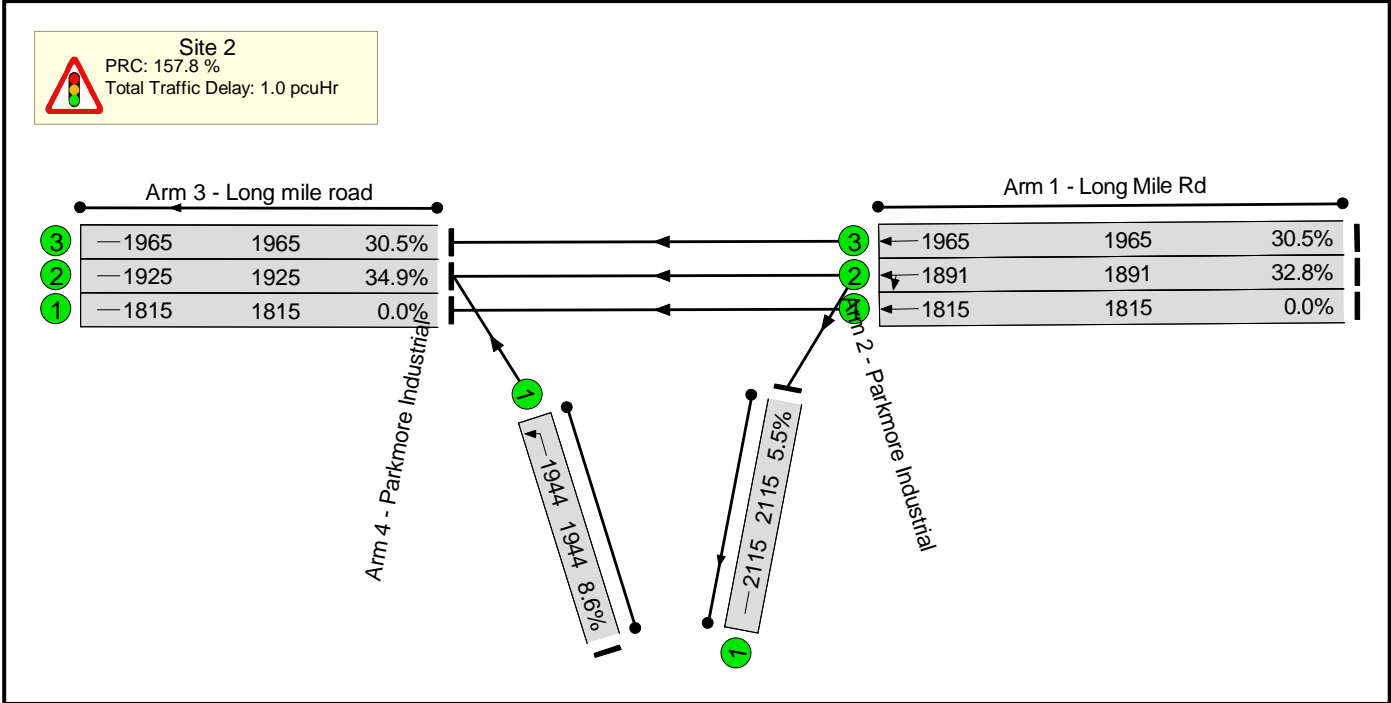 Site 2
PRC: 157.8 %
Total Traffic Delay: 1.0 pcuHr
Arm 3 - Long mile road
3 1965 1965 30.5%
2 1925 1925 34.9%
1 1815 1815 0.0%
Arm 1 - Long Mile Rd
3 1965 1965 30.5%
2 1891 1891 32.8%
1 1815 1815 0.0%
Arm 4 - Parkmore Industrial
1
1944 1944 8.6%
Arm 2 - Parkmore Industrial
2115 2115 5.5%
1